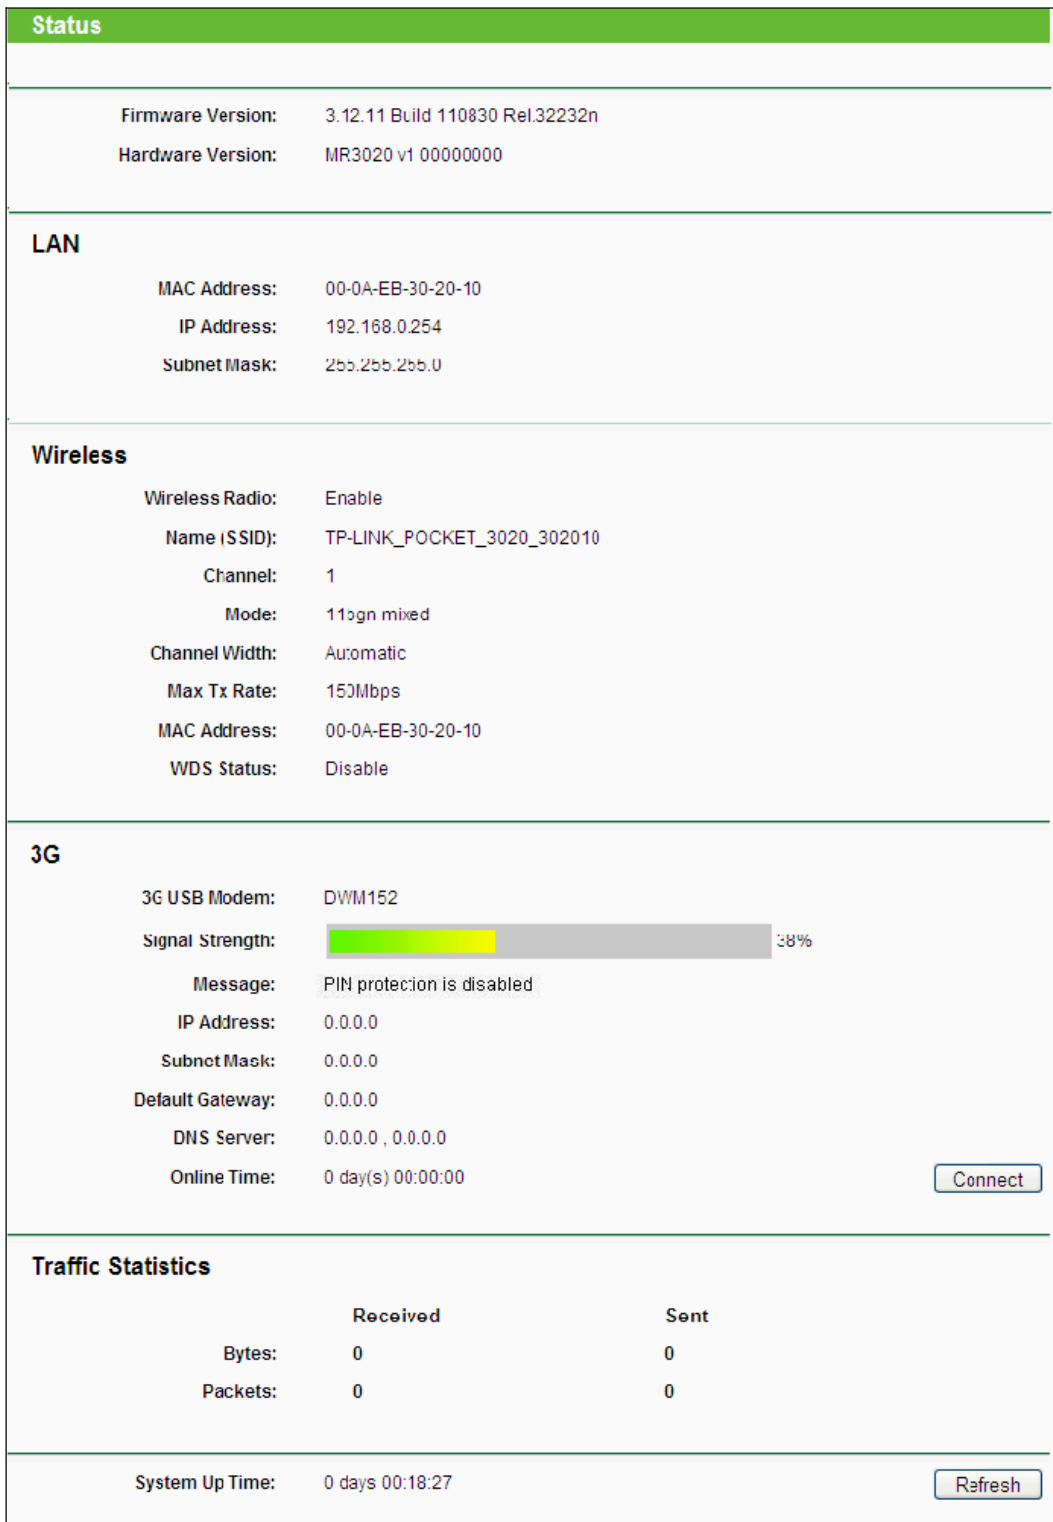 Status
Firmware Version: 3.12.11 Build 110830 Rel.32232n
Hardware Version: MR3020 v1 00000000
LAN
MAC Address: 00-0A-EB-30-20-10
IP Address: 192.168.0.254
Subnet Mask: 255.255.255.0
Wireless
Wireless Radio: Enable
Name (SSID): TP-LINK_POCKET_3020_302010
Channel: 1
Mode: 11bgn mixed
Channel Width: Automatic
Max Tx Rate: 150Mbps
MAC Address: 00-0A-EB-30-20-10
WDS Status: Disable
3G
3G USB Modem: DWM152
Signal Strength: 38%
Message: PIN protection is disabled
IP Address: 0.0.0.0
Subnet Mask: 0.0.0.0
Default Gateway: 0.0.0.0
DNS Server: 0.0.0.0 , 0.0.0.0
Online Time: 0 day(s) 00:00:00 Connect
Traffic Statistics
Received Sent
Bytes: 0 0
Packets: 0 0
System Up Time: 0 days 00:18:27 Refresh